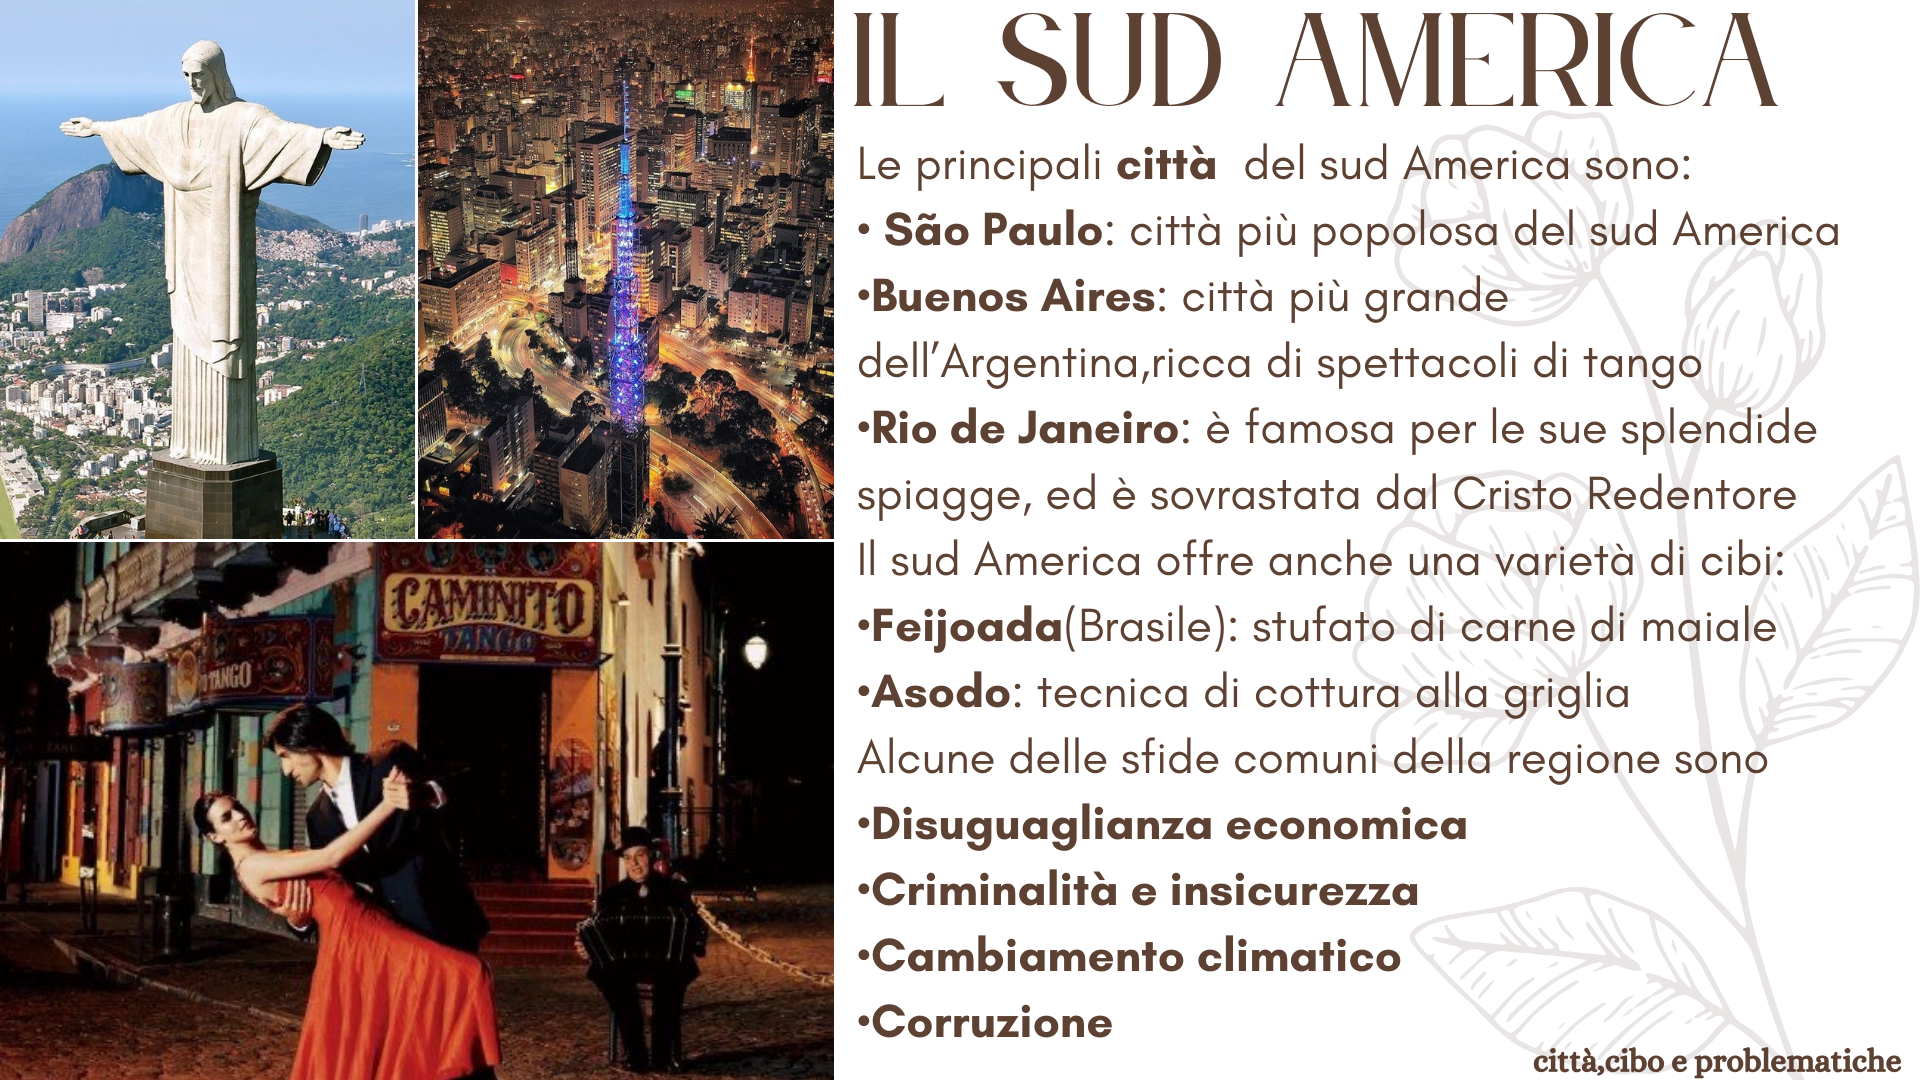 IL SUD AMERICA
Le principali città del sud America sono:
• São Paulo: città più popolosa del sud America
•Buenos Aires: città più grande
dell’Argentina,ricca di spettacoli di tango
•Rio de Janeiro: è famosa per le sue splendide
spiagge, ed è sovrastata dal Cristo Redentore
Il sud America offre anche una varietà di cibi:
•Feijoada(Brasile): stufato di carne di maiale
•Asodo: tecnica di cottura alla griglia
Alcune delle sfide comuni della regione sono
•Disuguaglianza economica
•Criminalità e insicurezza
•Cambiamento climatico
•Corruzione
città,cibo e problematiche
CAMINITO
TANGO
TANGO